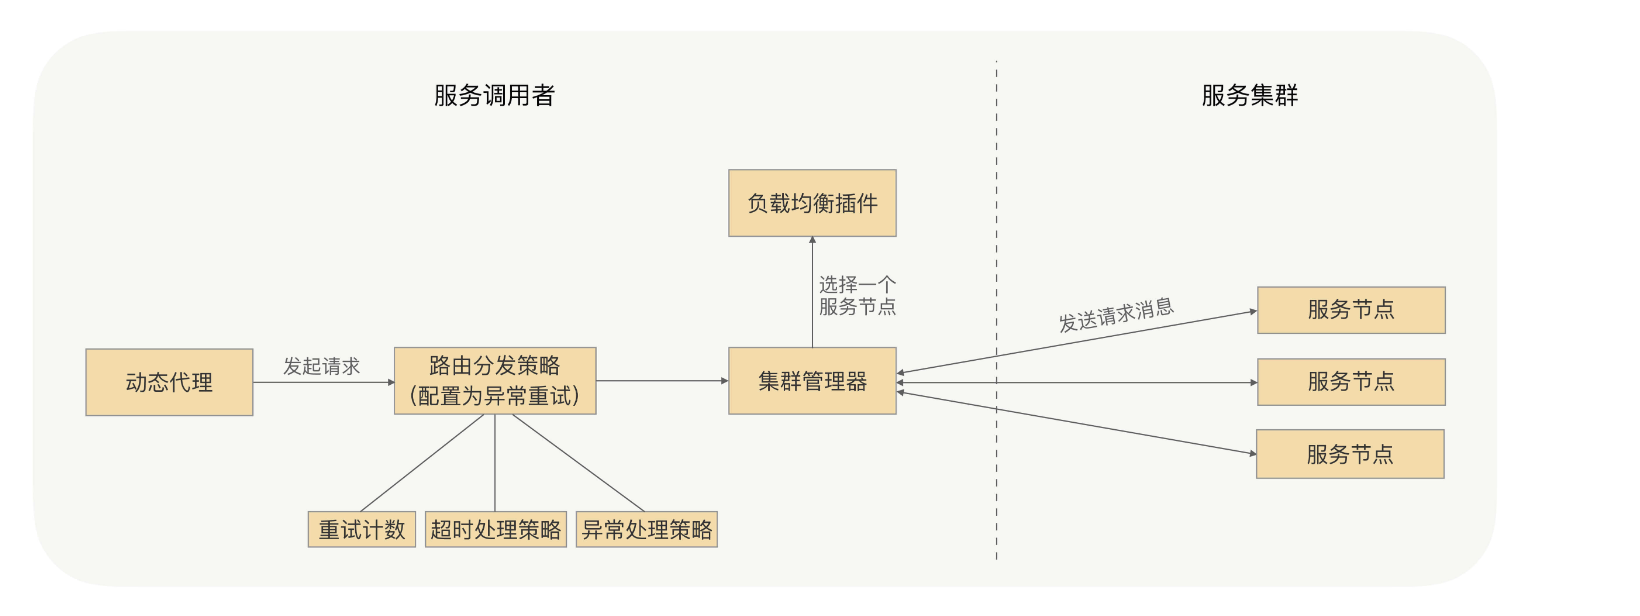 服务调用者
服务集群
负载均衡插件
选择一个
服务节点
发送请求消息
服务节点
动态代理
发起请求
路由分发策略
(配置为异常重试)
集群管理器
服务节点
服务节点
重试计数
超时处理策略
异常处理策略